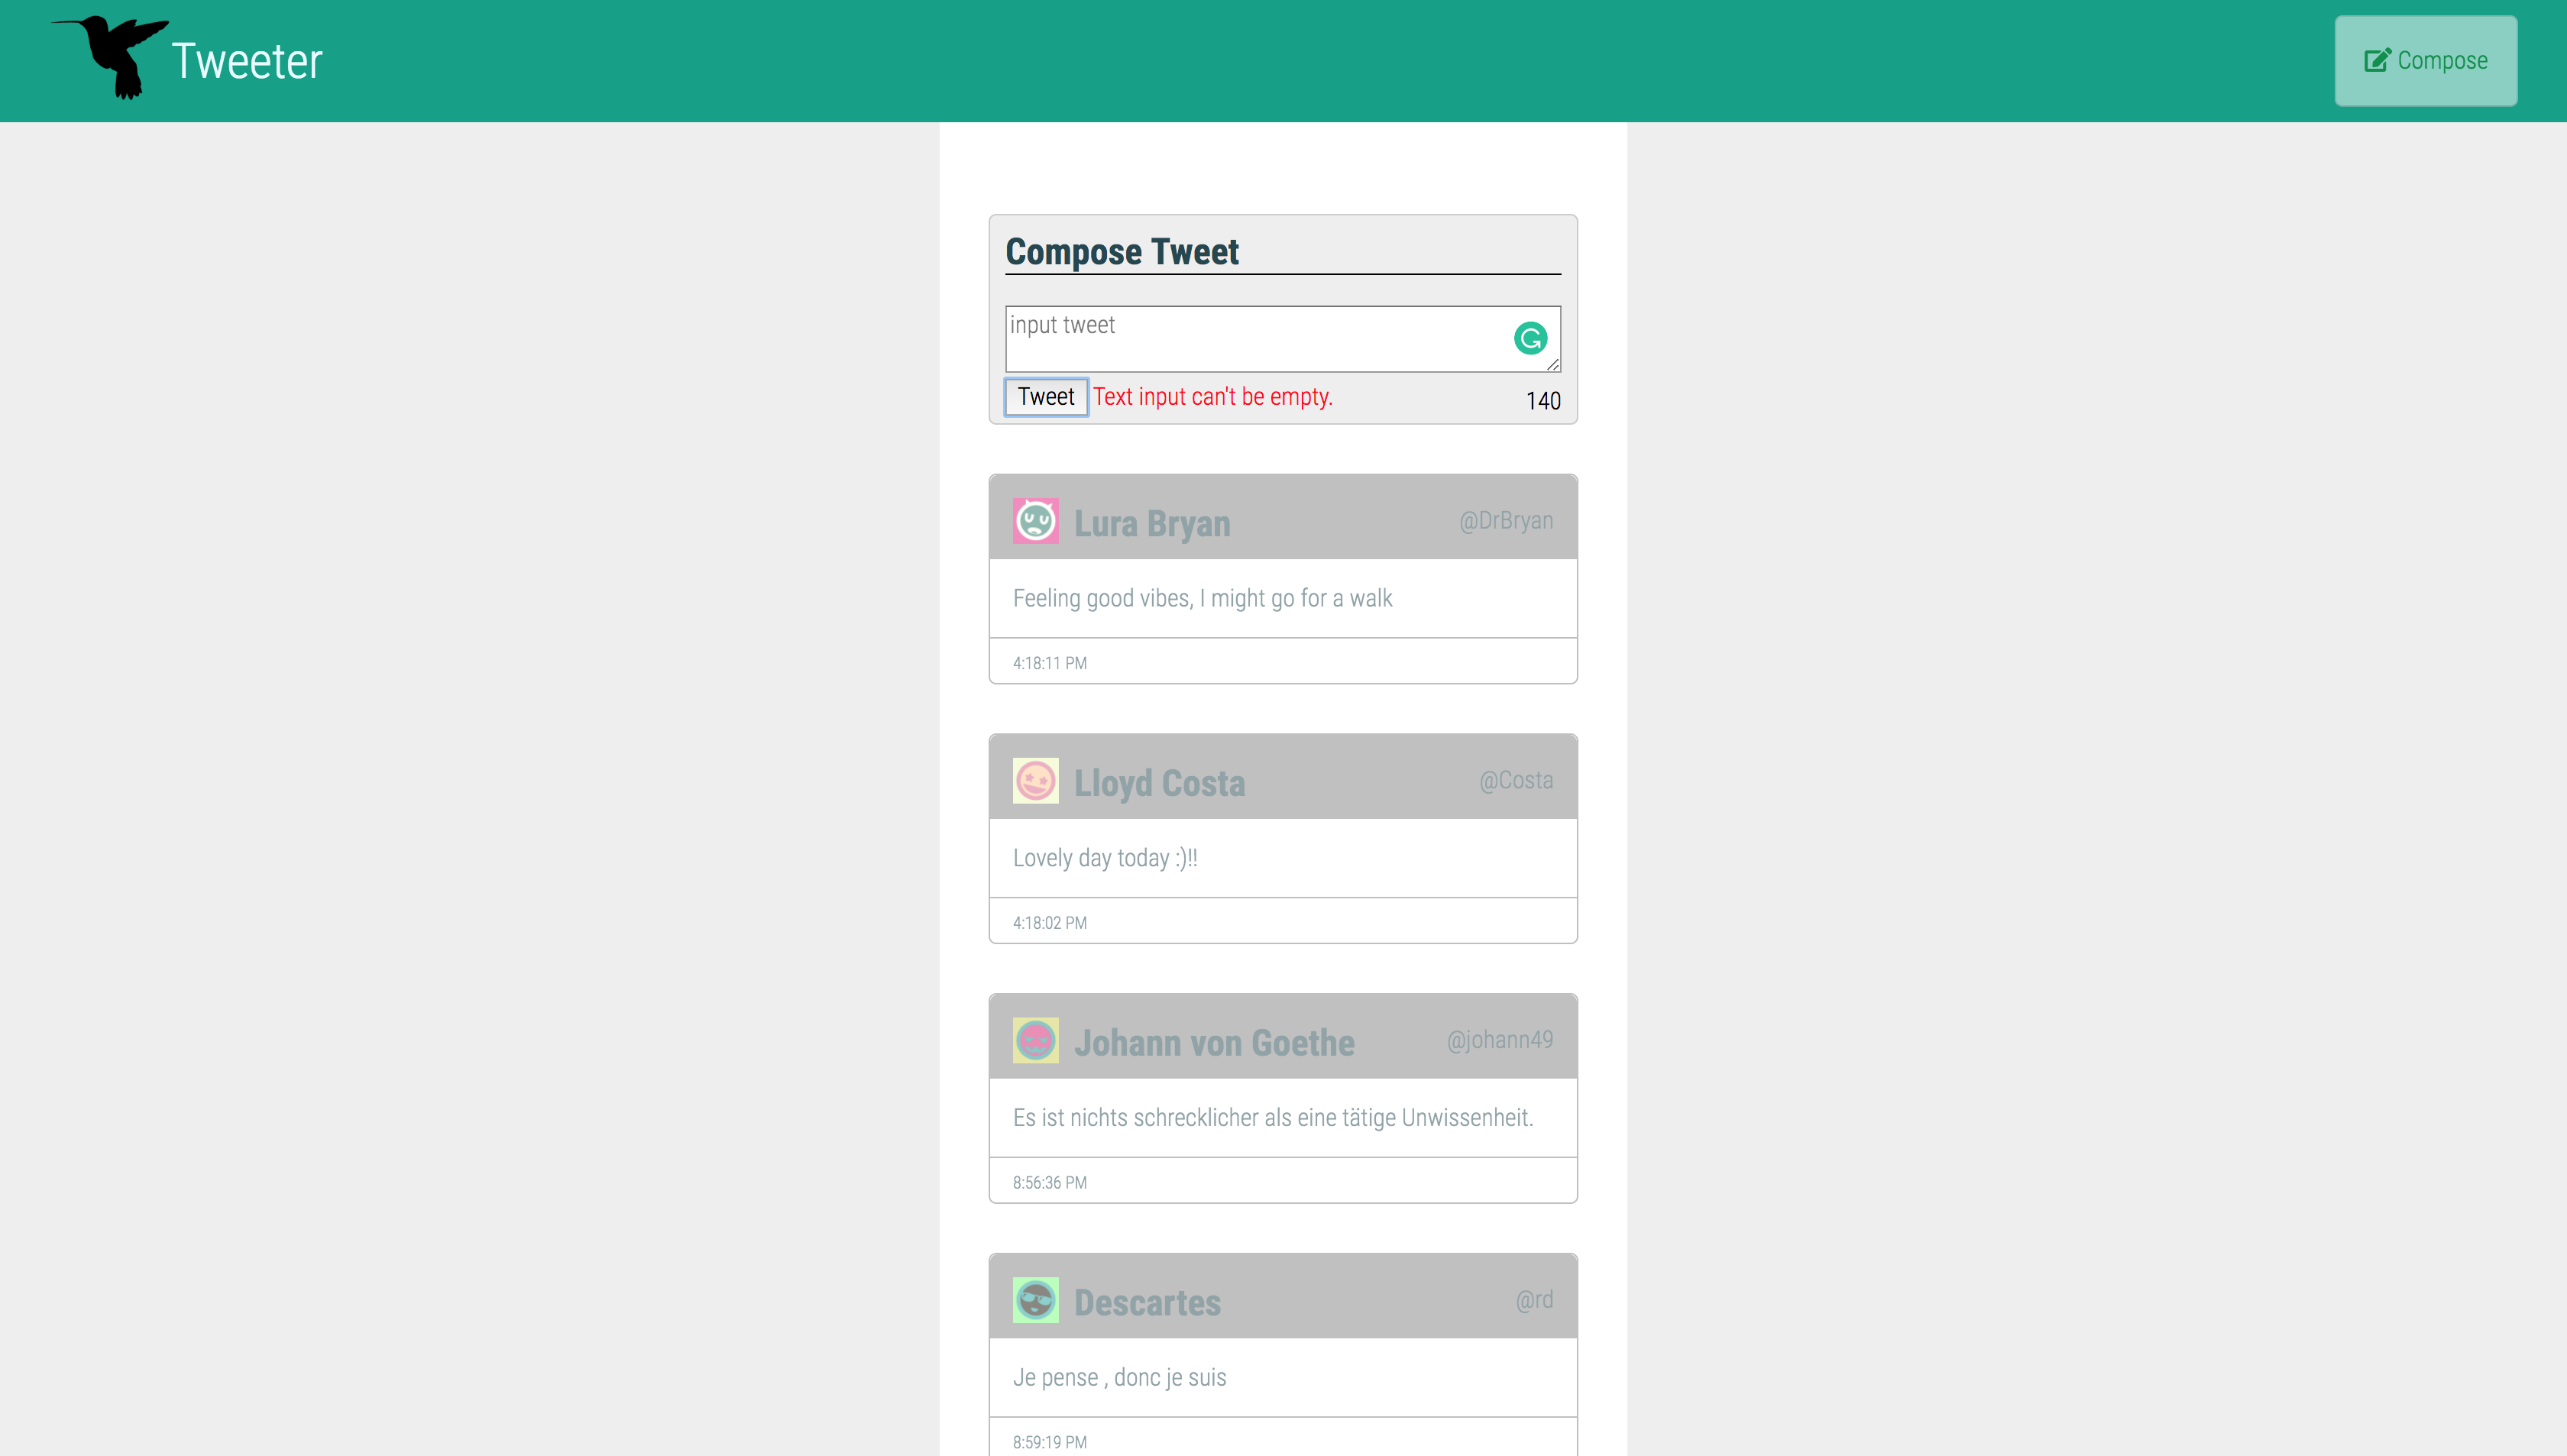 Tweeter
Compose
Compose Tweet
input tweet
Tweet Text input can't be empty. 140
Lura Bryan @DrBryan
Feeling good vibes, I might go for a walk
4:18:11 PM
Lloyd Costa @Costa
Lovely day today :)!!
4:18:02 PM
Johann von Goethe @johann49
Es ist nichts schrecklicher als eine tätige Unwissenheit.
8:56:36 PM
Descartes @rd
Je pense , donc je suis
8:59:19 PM